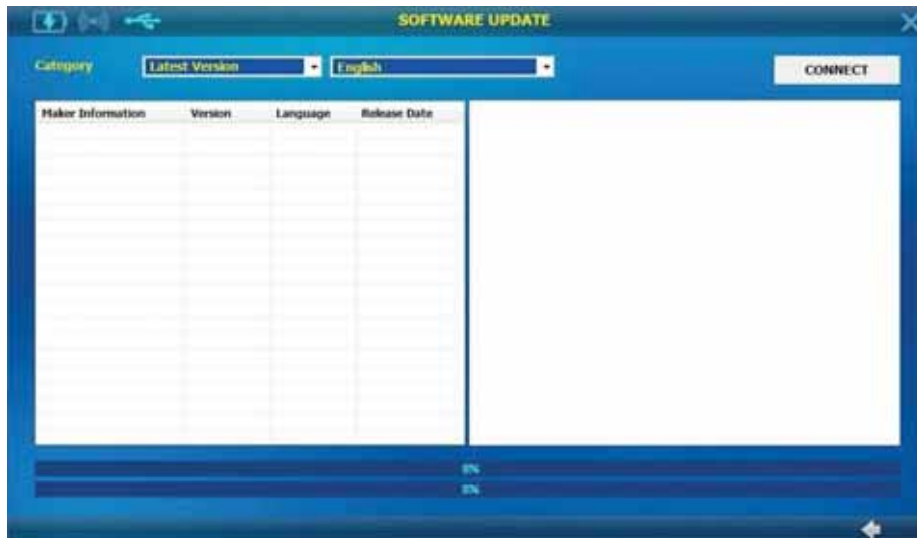 SOFTWARE UPDATE
Category Latest Version English CONNECT
Maker Information Version Language Release Date
0%
0%